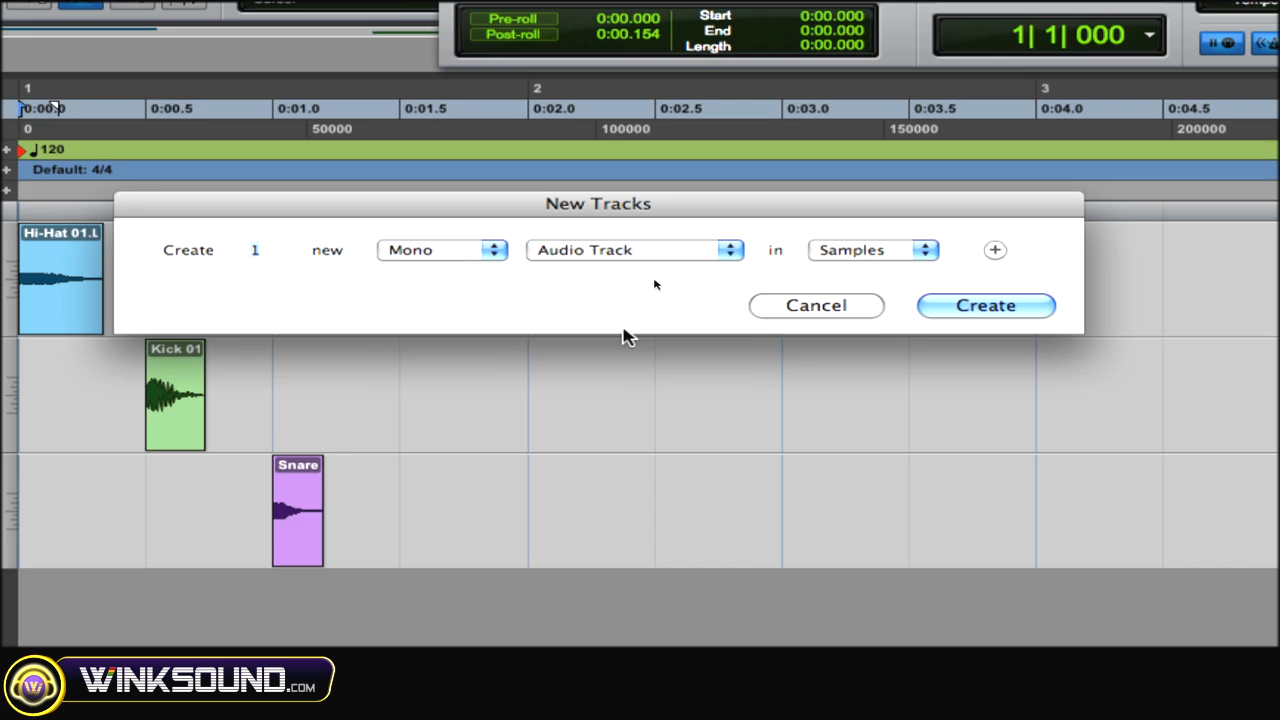 Pre-roll 0:00.000
Post-roll 0:00.154
Start 0:00.000
End 0:00.000
Length 0:00.000
1| 1| 000
1 2 3
0:00.0 0:00.5 0:01.0 0:01.5 0:02.0 0:02.5 0:03.0 0:03.5 0:04.0 0:04.5
0 50000 100000 150000 200000
120
Default: 4/4
New Tracks
Hi-Hat 01.L
Create 1 new Mono Audio Track in Samples
Cancel Create
Kick 01
Snare
WINKSOUND.COM